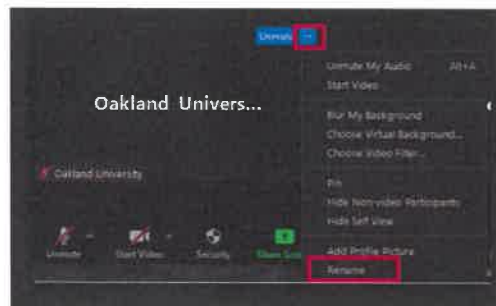 Unmute ...
Unmute My Audio Alt+A
Start Video
Oakland Univers...
Blur My Background
Choose Virtual Background...
Choose Video Filter...
Oakland University
Pin
Hide Non-video Participants
Hide Self View
Unmute Start Video Security Share
Add Profile Picture
Rename